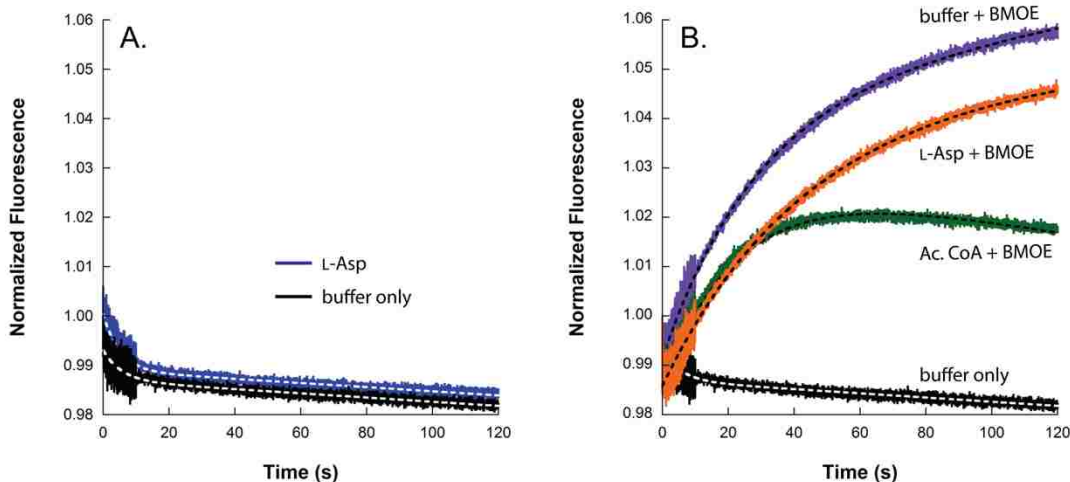 A.
Normalized Fluorescence
1.06
1.05
1.04
1.03
1.02
1.01
1.00
0.99
0.98
L-Asp
buffer only
0 20 40 60 80 100 120
Time (s)
B.
Normalized Fluorescence
1.06
1.05
1.04
1.03
1.02
1.01
1.00
0.99
0.98
buffer + BMOE
L-Asp + BMOE
Ac. CoA + BMOE
buffer only
0 20 40 60 80 100 120
Time (s)